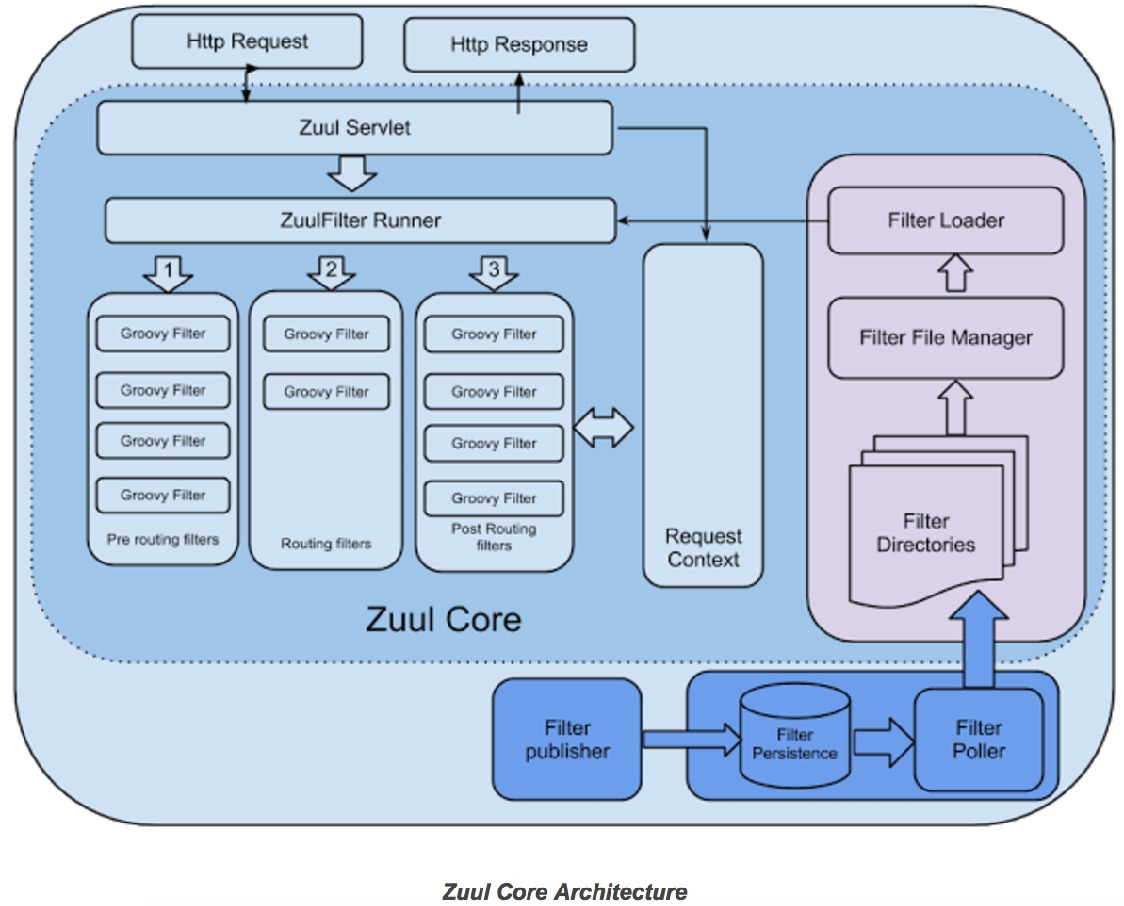 Http Request
Http Response
Zuul Servlet
ZuulFilter Runner
Filter Loader
1
2
3
Groovy Filter
Groovy Filter
Groovy Filter
Groovy Filter
Pre routing filters
Groovy Filter
Groovy Filter
Routing filters
Groovy Filter
Groovy Filter
Groovy Filter
Groovy Filter
Post Routing
filters
Request
Context
Filter File Manager
Filter
Directories
Zuul Core
Filter
publisher
Filter
Persistence
Filter
Poller
Zuul Core Architecture